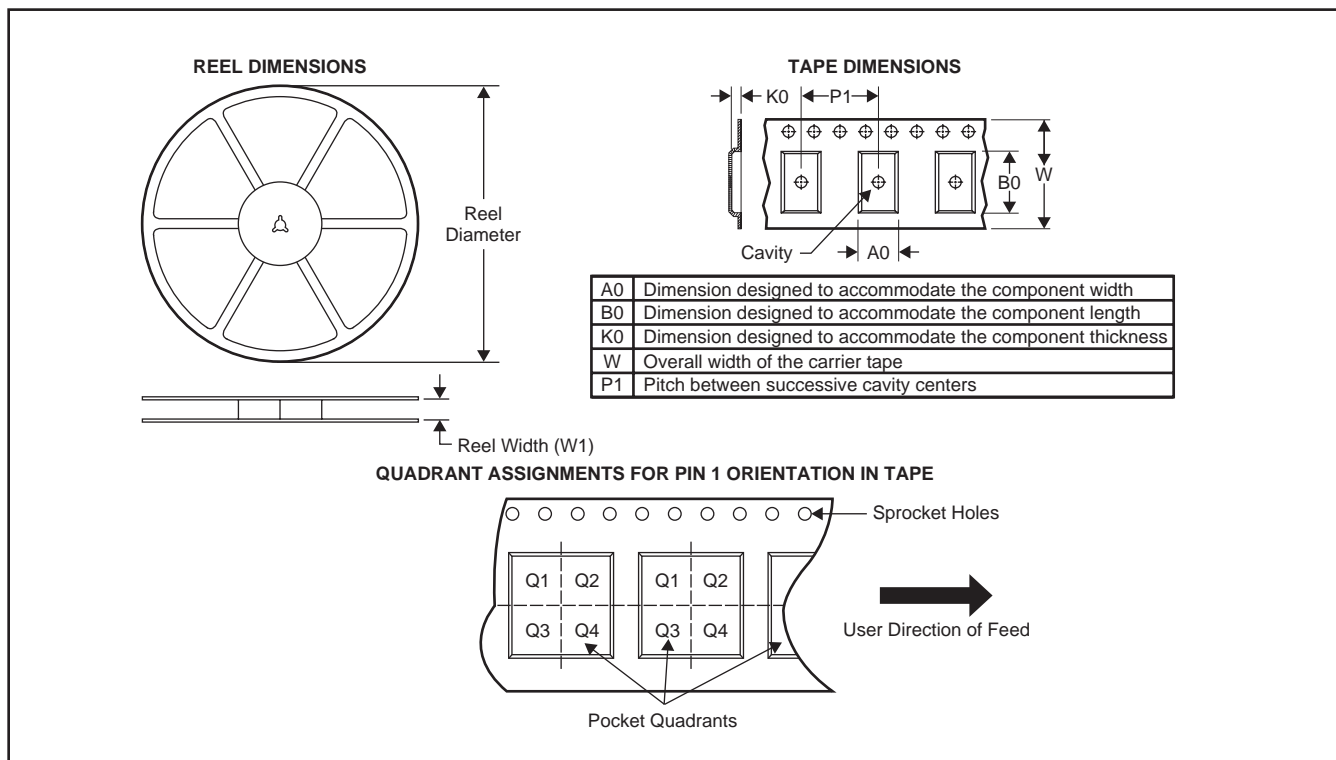 REEL DIMENSIONS
Reel
Diameter
Reel Width (W1)
TAPE DIMENSIONS
K0
P1
B0
W
Cavity
A0
A0 Dimension designed to accommodate the component width
B0 Dimension designed to accommodate the component length
K0 Dimension designed to accommodate the component thickness
W Overall width of the carrier tape
P1 Pitch between successive cavity centers
QUADRANT ASSIGNMENTS FOR PIN 1 ORIENTATION IN TAPE
Sprocket Holes
Q1 Q2 Q1 Q2
Q3 Q4 Q3 Q4
User Direction of Feed
Pocket Quadrants